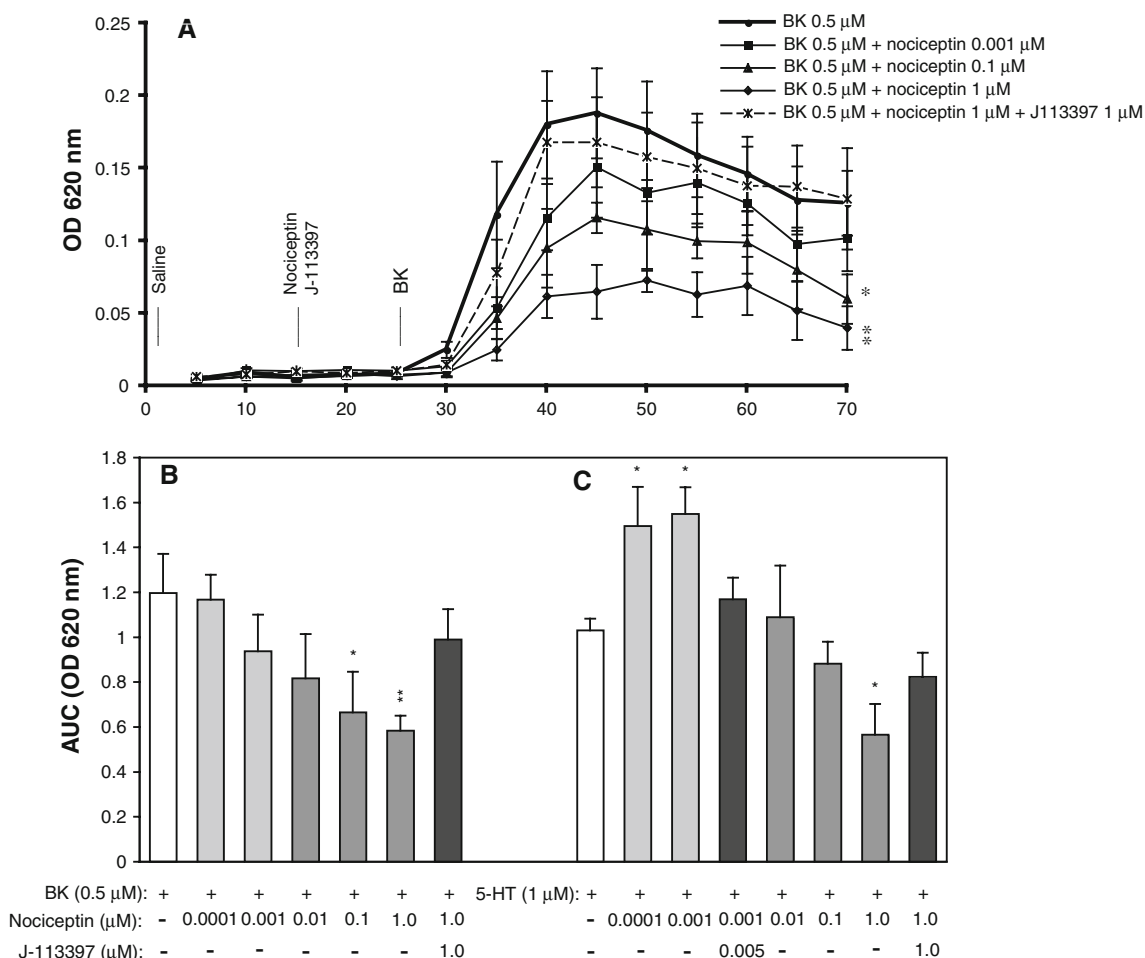 A
BK 0.5 μM
BK 0.5 μM + nociceptin 0.001 μM
BK 0.5 μM + nociceptin 0.1 μM
BK 0.5 μM + nociceptin 1 μM
BK 0.5 μM + nociceptin 1 μM + J113397 1 μM
OD 620 nm
0.25
0.2
0.15
0.1
0.05
0
Saline
Nociceptin
J-113397
BK
*
**
0 10 20 30 40 50 60 70
B
C
AUC (OD 620 nm)
1.8
1.6
1.4
1.2
1
0.8
0.6
0.4
0.2
0
* ** * * *
BK (0.5 μM): + + + + + + + 5-HT (1 μM): + + + + + + + +
Nociceptin (μM): - 0.0001 0.001 0.01 0.1 1.0 1.0 - 0.0001 0.001 0.001 0.01 0.1 1.0 1.0
J-113397 (μM): - - - - - - 1.0 - - - 0.005 - - - 1.0